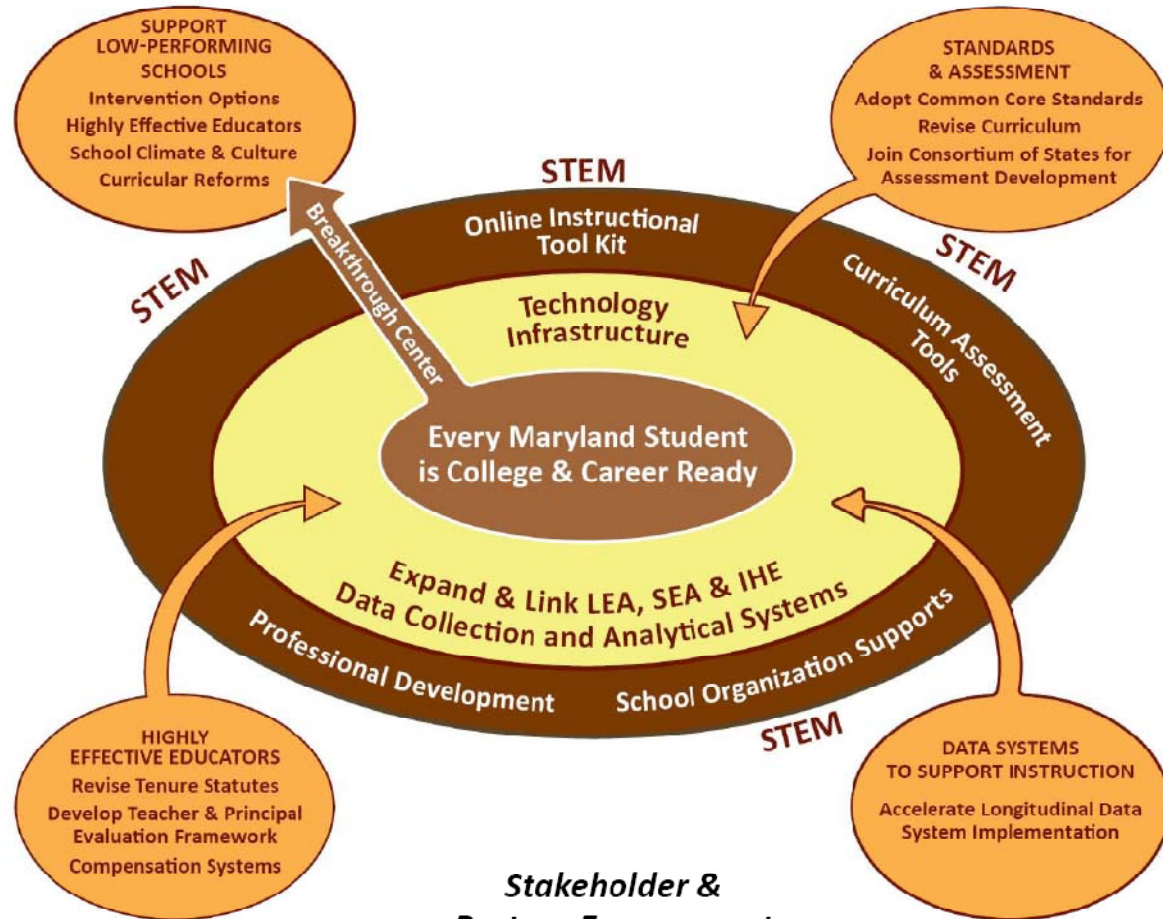 SUPPORT
LOW-PERFORMING
SCHOOLS
Intervention Options
Highly Effective Educators
School Climate & Culture
Curricular Reforms
STANDARDS
& ASSESSMENT
Adopt Common Core Standards
Revise Curriculum
Join Consortium of States for
Assessment Development
STEM
STEM
STEM
Breakthrough Center
Online Instructional
Tool Kit
Curriculum Assessment
Tools
Technology
Infrastructure
Every Maryland Student
is College & Career Ready
Expand & Link LEA, SEA & IHE
Data Collection and Analytical Systems
Professional Development
School Organization Supports
STEM
HIGHLY
EFFECTIVE EDUCATORS
Revise Tenure Statutes
Develop Teacher & Principal
Evaluation Framework
Compensation Systems
DATA SYSTEMS
TO SUPPORT INSTRUCTION
Accelerate Longitudinal Data
System Implementation
Stakeholder &